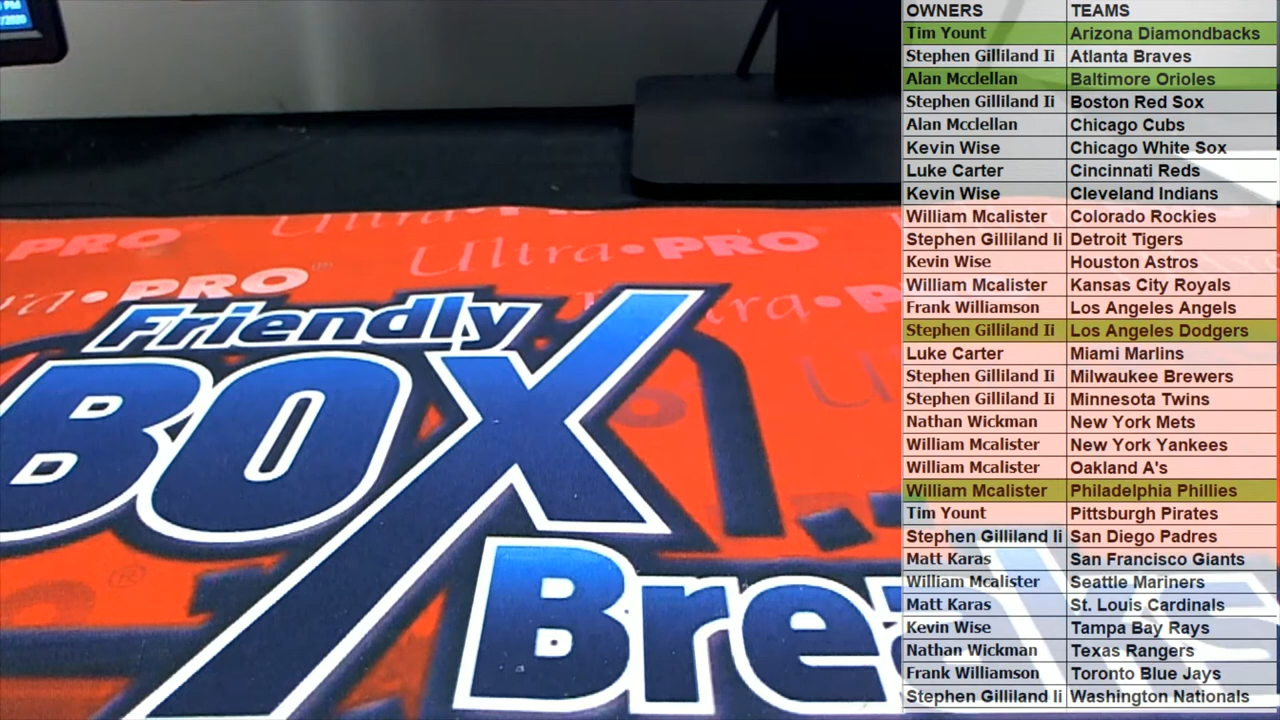 PM
/2020
Ultra
PRO
Ultra•PRO
ra•PRO
Friendly
BOX
Brea
OWNERS TEAMS
Tim Yount Arizona Diamondbacks
Stephen Gilliland Ii Atlanta Braves
Alan Mcclellan Baltimore Orioles
Stephen Gilliland Ii Boston Red Sox
Alan Mcclellan Chicago Cubs
Kevin Wise Chicago White Sox
Luke Carter Cincinnati Reds
Kevin Wise Cleveland Indians
William Mcalister Colorado Rockies
Stephen Gilliland Ii Detroit Tigers
Kevin Wise Houston Astros
William Mcalister Kansas City Royals
Frank Williamson Los Angeles Angels
Stephen Gilliland Ii Los Angeles Dodgers
Luke Carter Miami Marlins
Stephen Gilliland Ii Milwaukee Brewers
Stephen Gilliland Ii Minnesota Twins
Nathan Wickman New York Mets
William Mcalister New York Yankees
William Mcalister Oakland A's
William Mcalister Philadelphia Phillies
Tim Yount Pittsburgh Pirates
Stephen Gilliland Ii San Diego Padres
Matt Karas San Francisco Giants
William Mcalister Seattle Mariners
Matt Karas St. Louis Cardinals
Kevin Wise Tampa Bay Rays
Nathan Wickman Texas Rangers
Frank Williamson Toronto Blue Jays
Stephen Gilliland Ii Washington Nationals